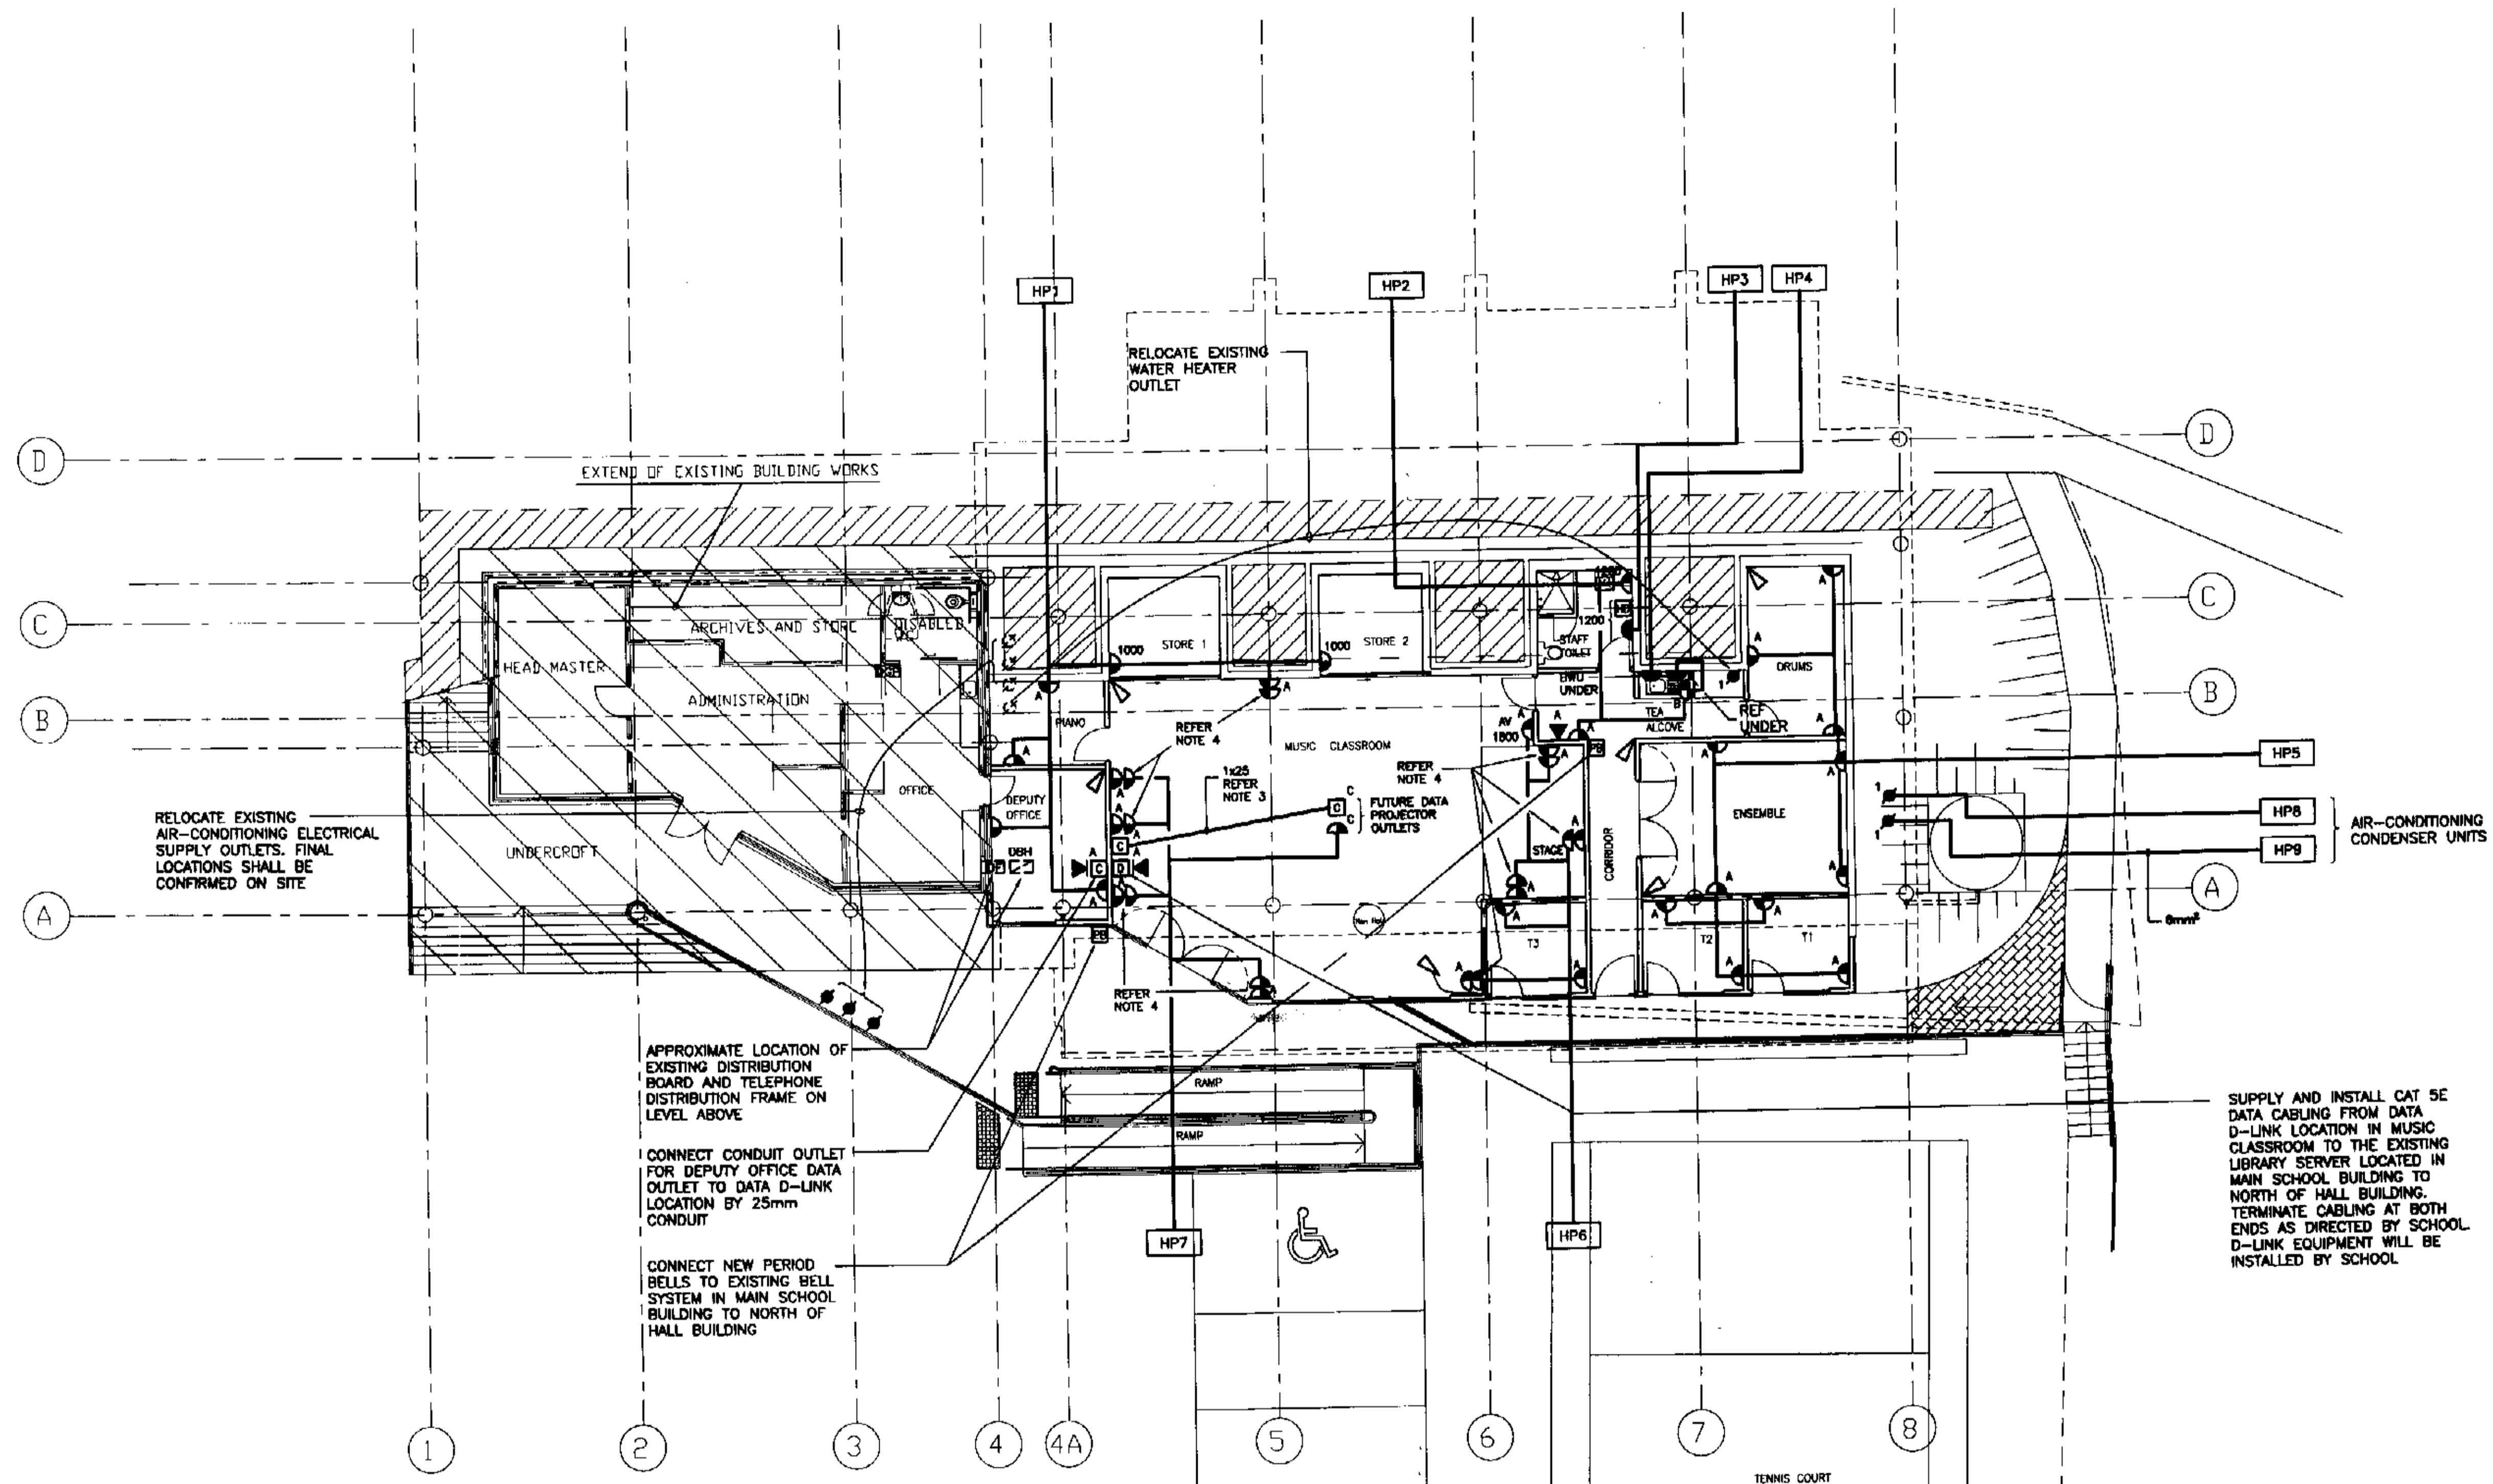 HP1
HP2
HP3
HP4
RELOCATE EXISTING
WATER HEATER
OUTLET
D
D
EXTEND OF EXISTING BUILDING WORKS
C
C
ARCHIVES AND STORE
DISABLED
HEAD MASTER
ADMINISTRATION
STORE 1
STORE 2
1000
1000
1200
STAFF
TOILET
UNDER
DRUMS
B
B
PIANO
A
A
REFER
NOTE 4
MUSIC CLASSROOM
AV
1800
A
A
A
PB
TEA
ALCOVE
B
REF
UNDER
1
A
A
A
A
1x25
REFER
NOTE 3
REFER
NOTE 4
C
C
C
FUTURE DATA
PROJECTOR
OUTLETS
HP5
HP8
HP9
AIR-CONDITIONING
CONDENSER UNITS
1
1
6mm²
OFFICE
DEPUTY
OFFICE
ENSEMBLE
RELOCATE EXISTING
AIR-CONDITIONING ELECTRICAL
SUPPLY OUTLETS. FINAL
LOCATIONS SHALL BE
CONFIRMED ON SITE
UNDERCROFT
DBH
A
A
C
C
D
STAGE
CORRIDOR
A
A
A
A
PB
T3
T2
T1
A
A
A
A
REFER
NOTE 4
APPROXIMATE LOCATION OF
EXISTING DISTRIBUTION
BOARD AND TELEPHONE
DISTRIBUTION FRAME ON
LEVEL ABOVE
RAMP
RAMP
CONNECT CONDUIT OUTLET
FOR DEPUTY OFFICE DATA
OUTLET TO DATA D-LINK
LOCATION BY 25mm
CONDUIT
CONNECT NEW PERIOD
BELLS TO EXISTING BELL
SYSTEM IN MAIN SCHOOL
BUILDING TO NORTH OF
HALL BUILDING
HP7
HP6
SUPPLY AND INSTALL CAT 5E
DATA CABLING FROM DATA
D-LINK LOCATION IN MUSIC
CLASSROOM TO THE EXISTING
LIBRARY SERVER LOCATED IN
MAIN SCHOOL BUILDING TO
NORTH OF HALL BUILDING.
TERMINATE CABLING AT BOTH
ENDS AS DIRECTED BY SCHOOL.
D-LINK EQUIPMENT WILL BE
INSTALLED BY SCHOOL
1
2
3
4
4A
5
6
7
8
TENNIS COURT